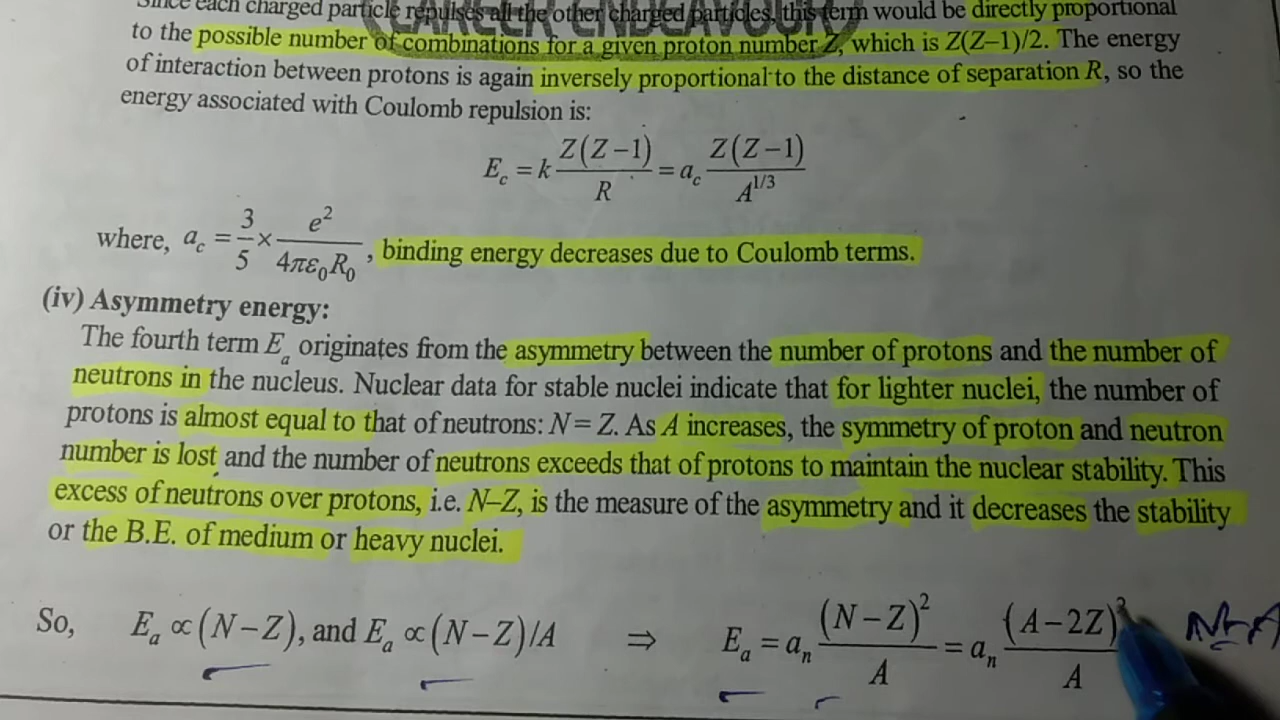 Since each charged particle repulses all the other charged particles, this term would be directly proportional
CAREER ENDEAVOUR
to the possible number of combinations for a given proton number Z, which is Z(Z–1)/2. The energy
of interaction between protons is again inversely proportional to the distance of separation R, so the
energy associated with Coulomb repulsion is:
E_c = k Z(Z−1)/R = a_c Z(Z−1)/A^{1/3}
where, a_c = 3/5 × e²/4πε₀R₀ , binding energy decreases due to Coulomb terms.
(iv) Asymmetry energy:
The fourth term E_a originates from the asymmetry between the number of protons and the number of
neutrons in the nucleus. Nuclear data for stable nuclei indicate that for lighter nuclei, the number of
protons is almost equal to that of neutrons: N = Z. As A increases, the symmetry of proton and neutron
number is lost and the number of neutrons exceeds that of protons to maintain the nuclear stability. This
excess of neutrons over protons, i.e. N–Z, is the measure of the asymmetry and it decreases the stability
or the B.E. of medium or heavy nuclei.
So, E_a ∝ (N−Z), and E_a ∝ (N−Z)/A ⇒ E_a = a_n (N−Z)²/A = a_n (A−2Z)²/A